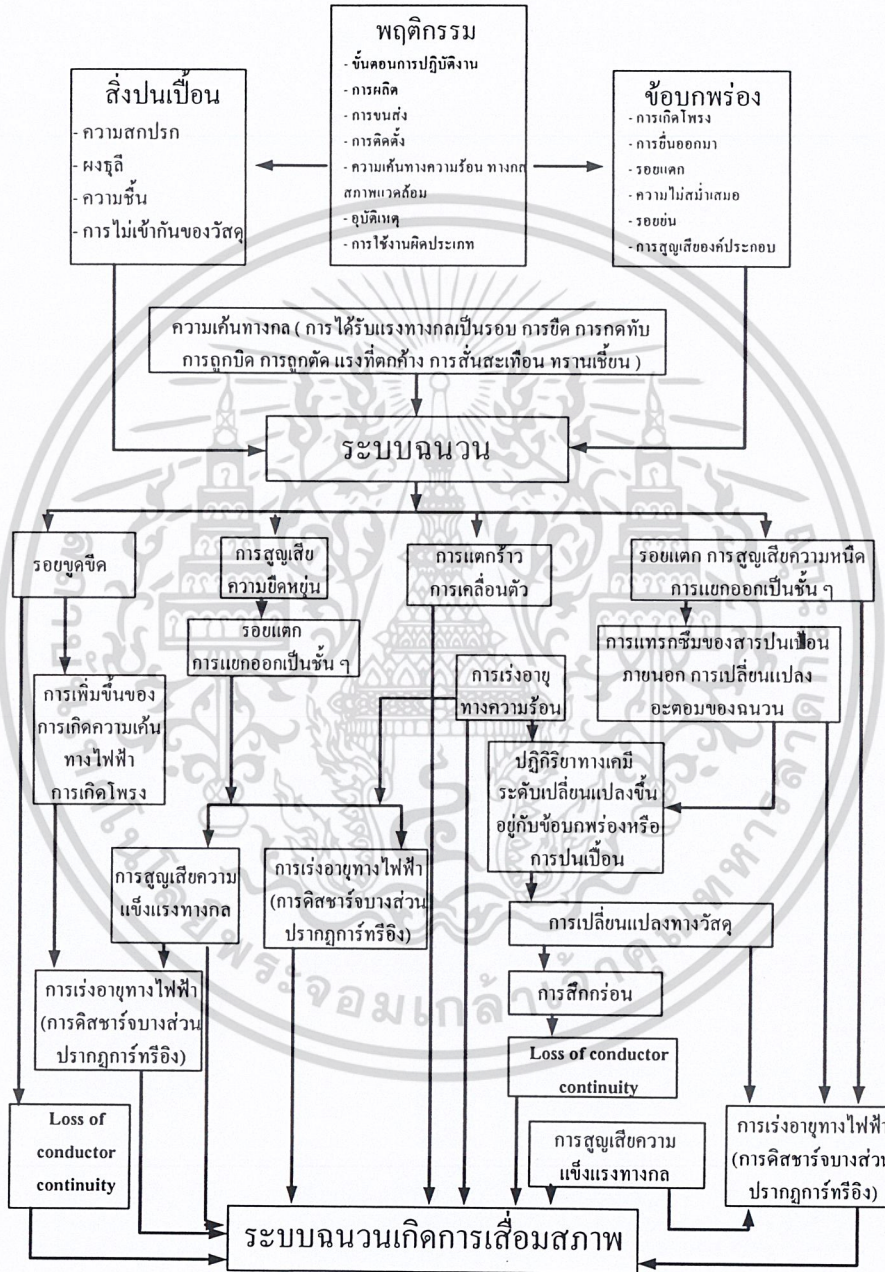 พฤติกรรม
- ขั้นตอนการปฏิบัติงาน
- การผลิต
- การขนส่ง
- การติดตั้ง
- ความเค้นทางความร้อน ทางกล
สภาพแวดล้อม
- อุบัติเหตุ
- การใช้งานผิดประเภท
สิ่งปนเปื้อน
- ความสกปรก
- ผงธุลี
- ความชื้น
- การไม่เข้ากันของวัสดุ
ข้อบกพร่อง
- การเกิดโพรง
- การยื่นออกมา
- รอยแตก
- ความไม่สม่ำเสมอ
- รอยย่น
- การสูญเสียองค์ประกอบ
ความเค้นทางกล ( การได้รับแรงทางกลเป็นรอบ การยืด การกดทับ
การถูกบิด การถูกตัด แรงที่ตกค้าง การสั่นสะเทือน ทรานเชี้ยน )
ระบบฉนวน
รอยขูดขีด
การสูญเสีย
ความยืดหยุ่น
การแตกร้าว
การเคลื่อนตัว
รอยแตก การสูญเสียความหนืด
การแยกออกเป็นชั้น ๆ
รอยแตก
การแยกออกเป็นชั้น ๆ
การแทรกซึมของสารปนเปื้อน
ภายนอก การเปลี่ยนแปลง
อะตอมของฉนวน
การเพิ่มขึ้นของ
การเกิดความเค้น
ทางไฟฟ้า
การเกิดโพรง
การเร่งอายุ
ทางความร้อน
ปฏิกิริยาทางเคมี
ระดับเปลี่ยนแปลงขึ้น
อยู่กับข้อบกพร่องหรือ
การปนเปื้อน
การสูญเสียความ
แข็งแรงทางกล
การเร่งอายุทางไฟฟ้า
(การดิสชาร์จบางส่วน
ปรากฏการ์ทรีอิง)
การเปลี่ยนแปลงทางวัสดุ
การเร่งอายุทางไฟฟ้า
(การดิสชาร์จบางส่วน
ปรากฏการ์ทรีอิง)
การสึกกร่อน
Loss of conductor
continuity
Loss of
conductor
continuity
การสูญเสียความ
แข็งแรงทางกล
การเร่งอายุทางไฟฟ้า
(การดิสชาร์จบางส่วน
ปรากฏการ์ทรีอิง)
ระบบฉนวนเกิดการเสื่อมสภาพ